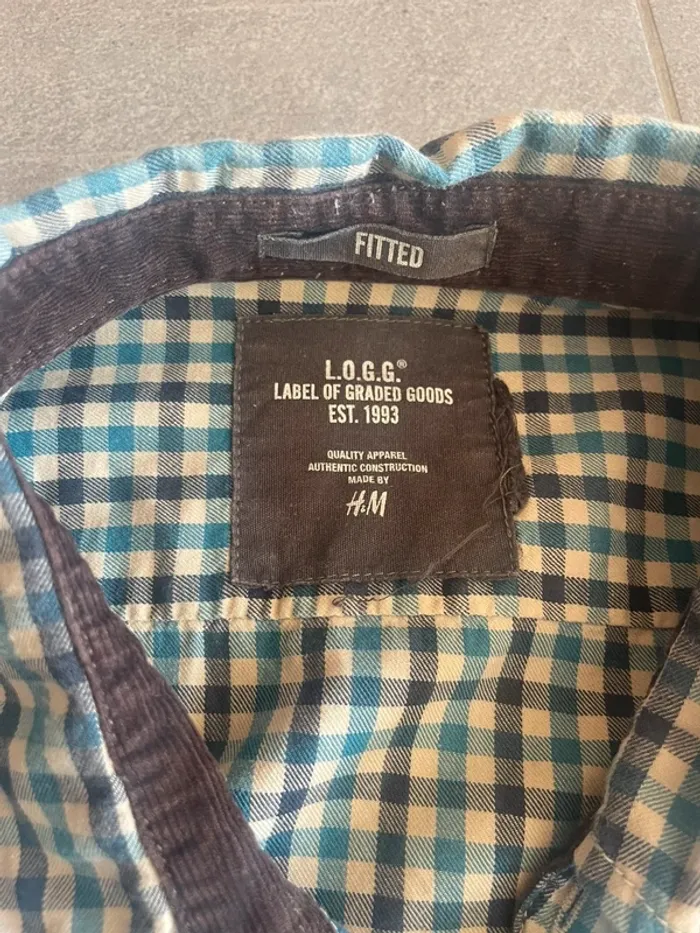 FITTED
L.O.G.G.®
LABEL OF GRADED GOODS
EST. 1993
QUALITY APPAREL
AUTHENTIC CONSTRUCTION
MADE BY
H&M